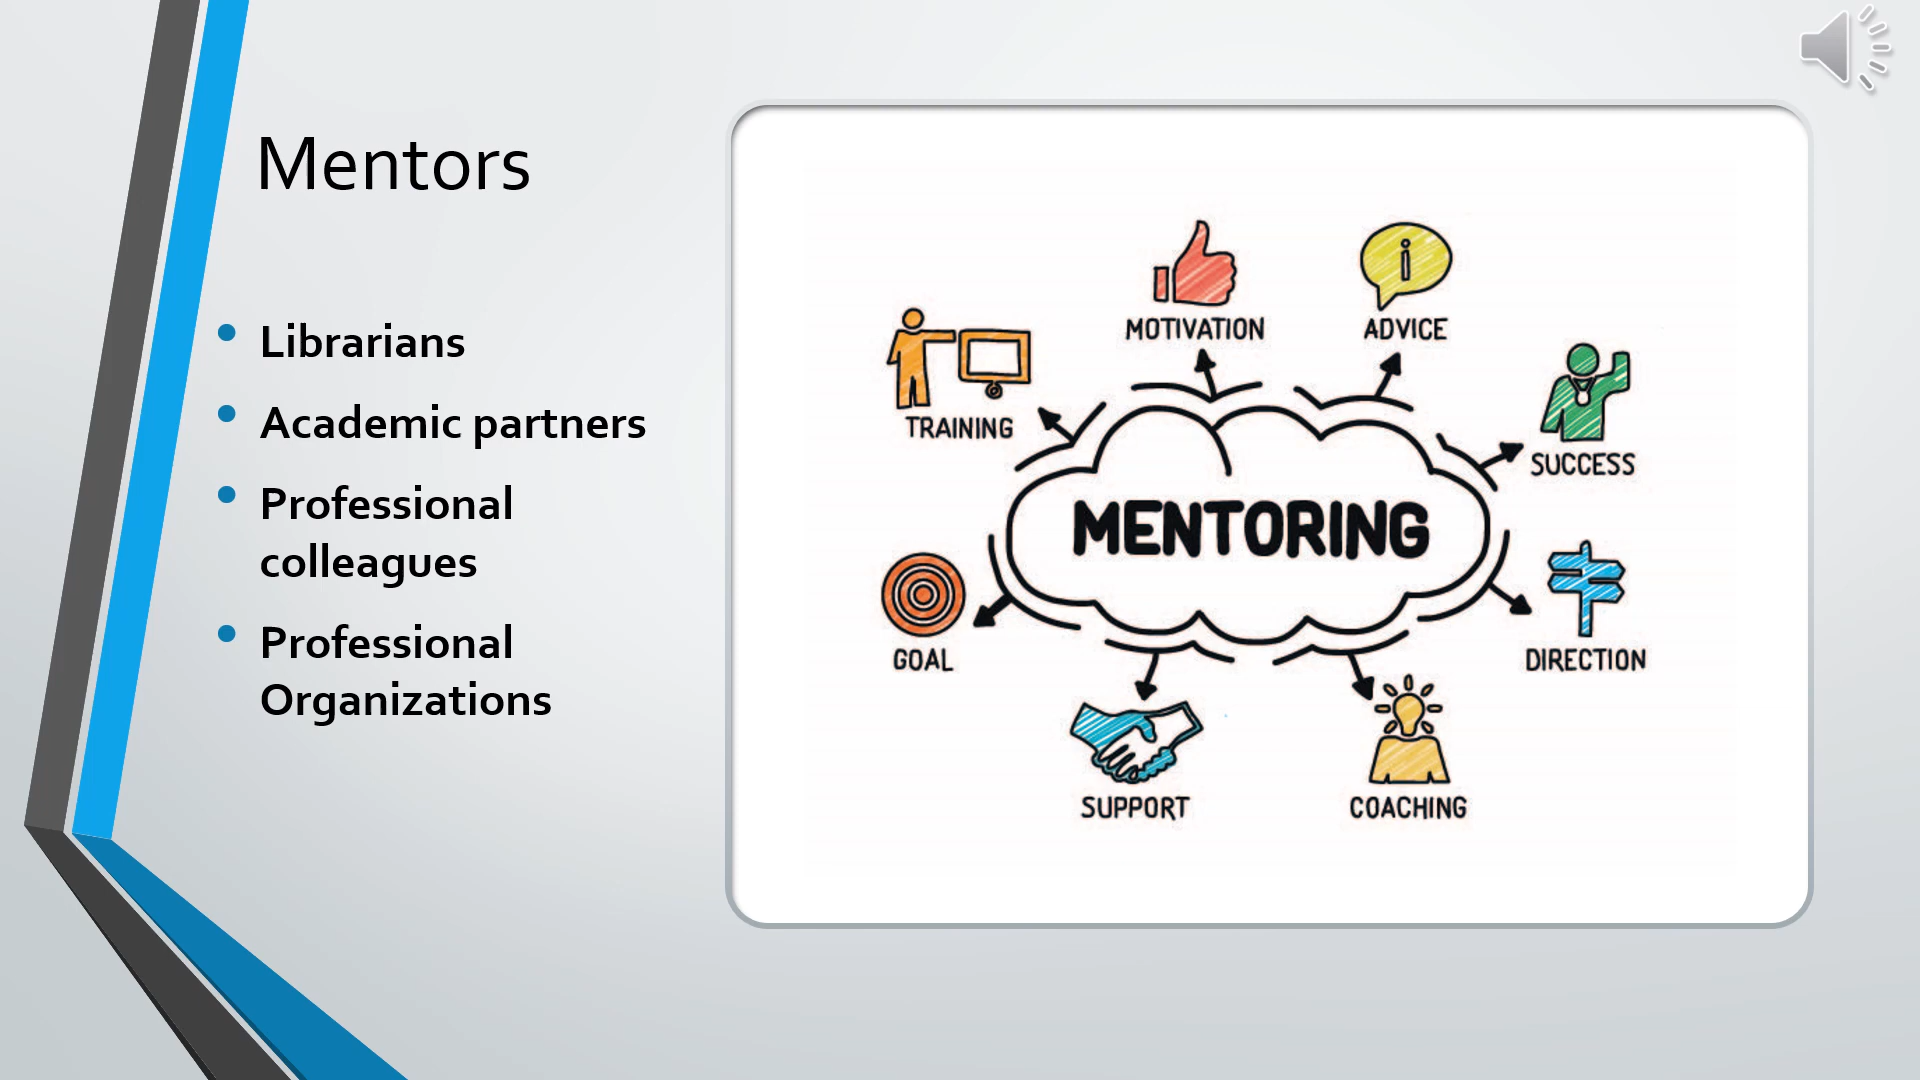 Mentors
Librarians
Academic partners
Professional
colleagues
Professional
Organizations
MOTIVATION
ADVICE
TRAINING
SUCCESS
MENTORING
GOAL
DIRECTION
SUPPORT
COACHING